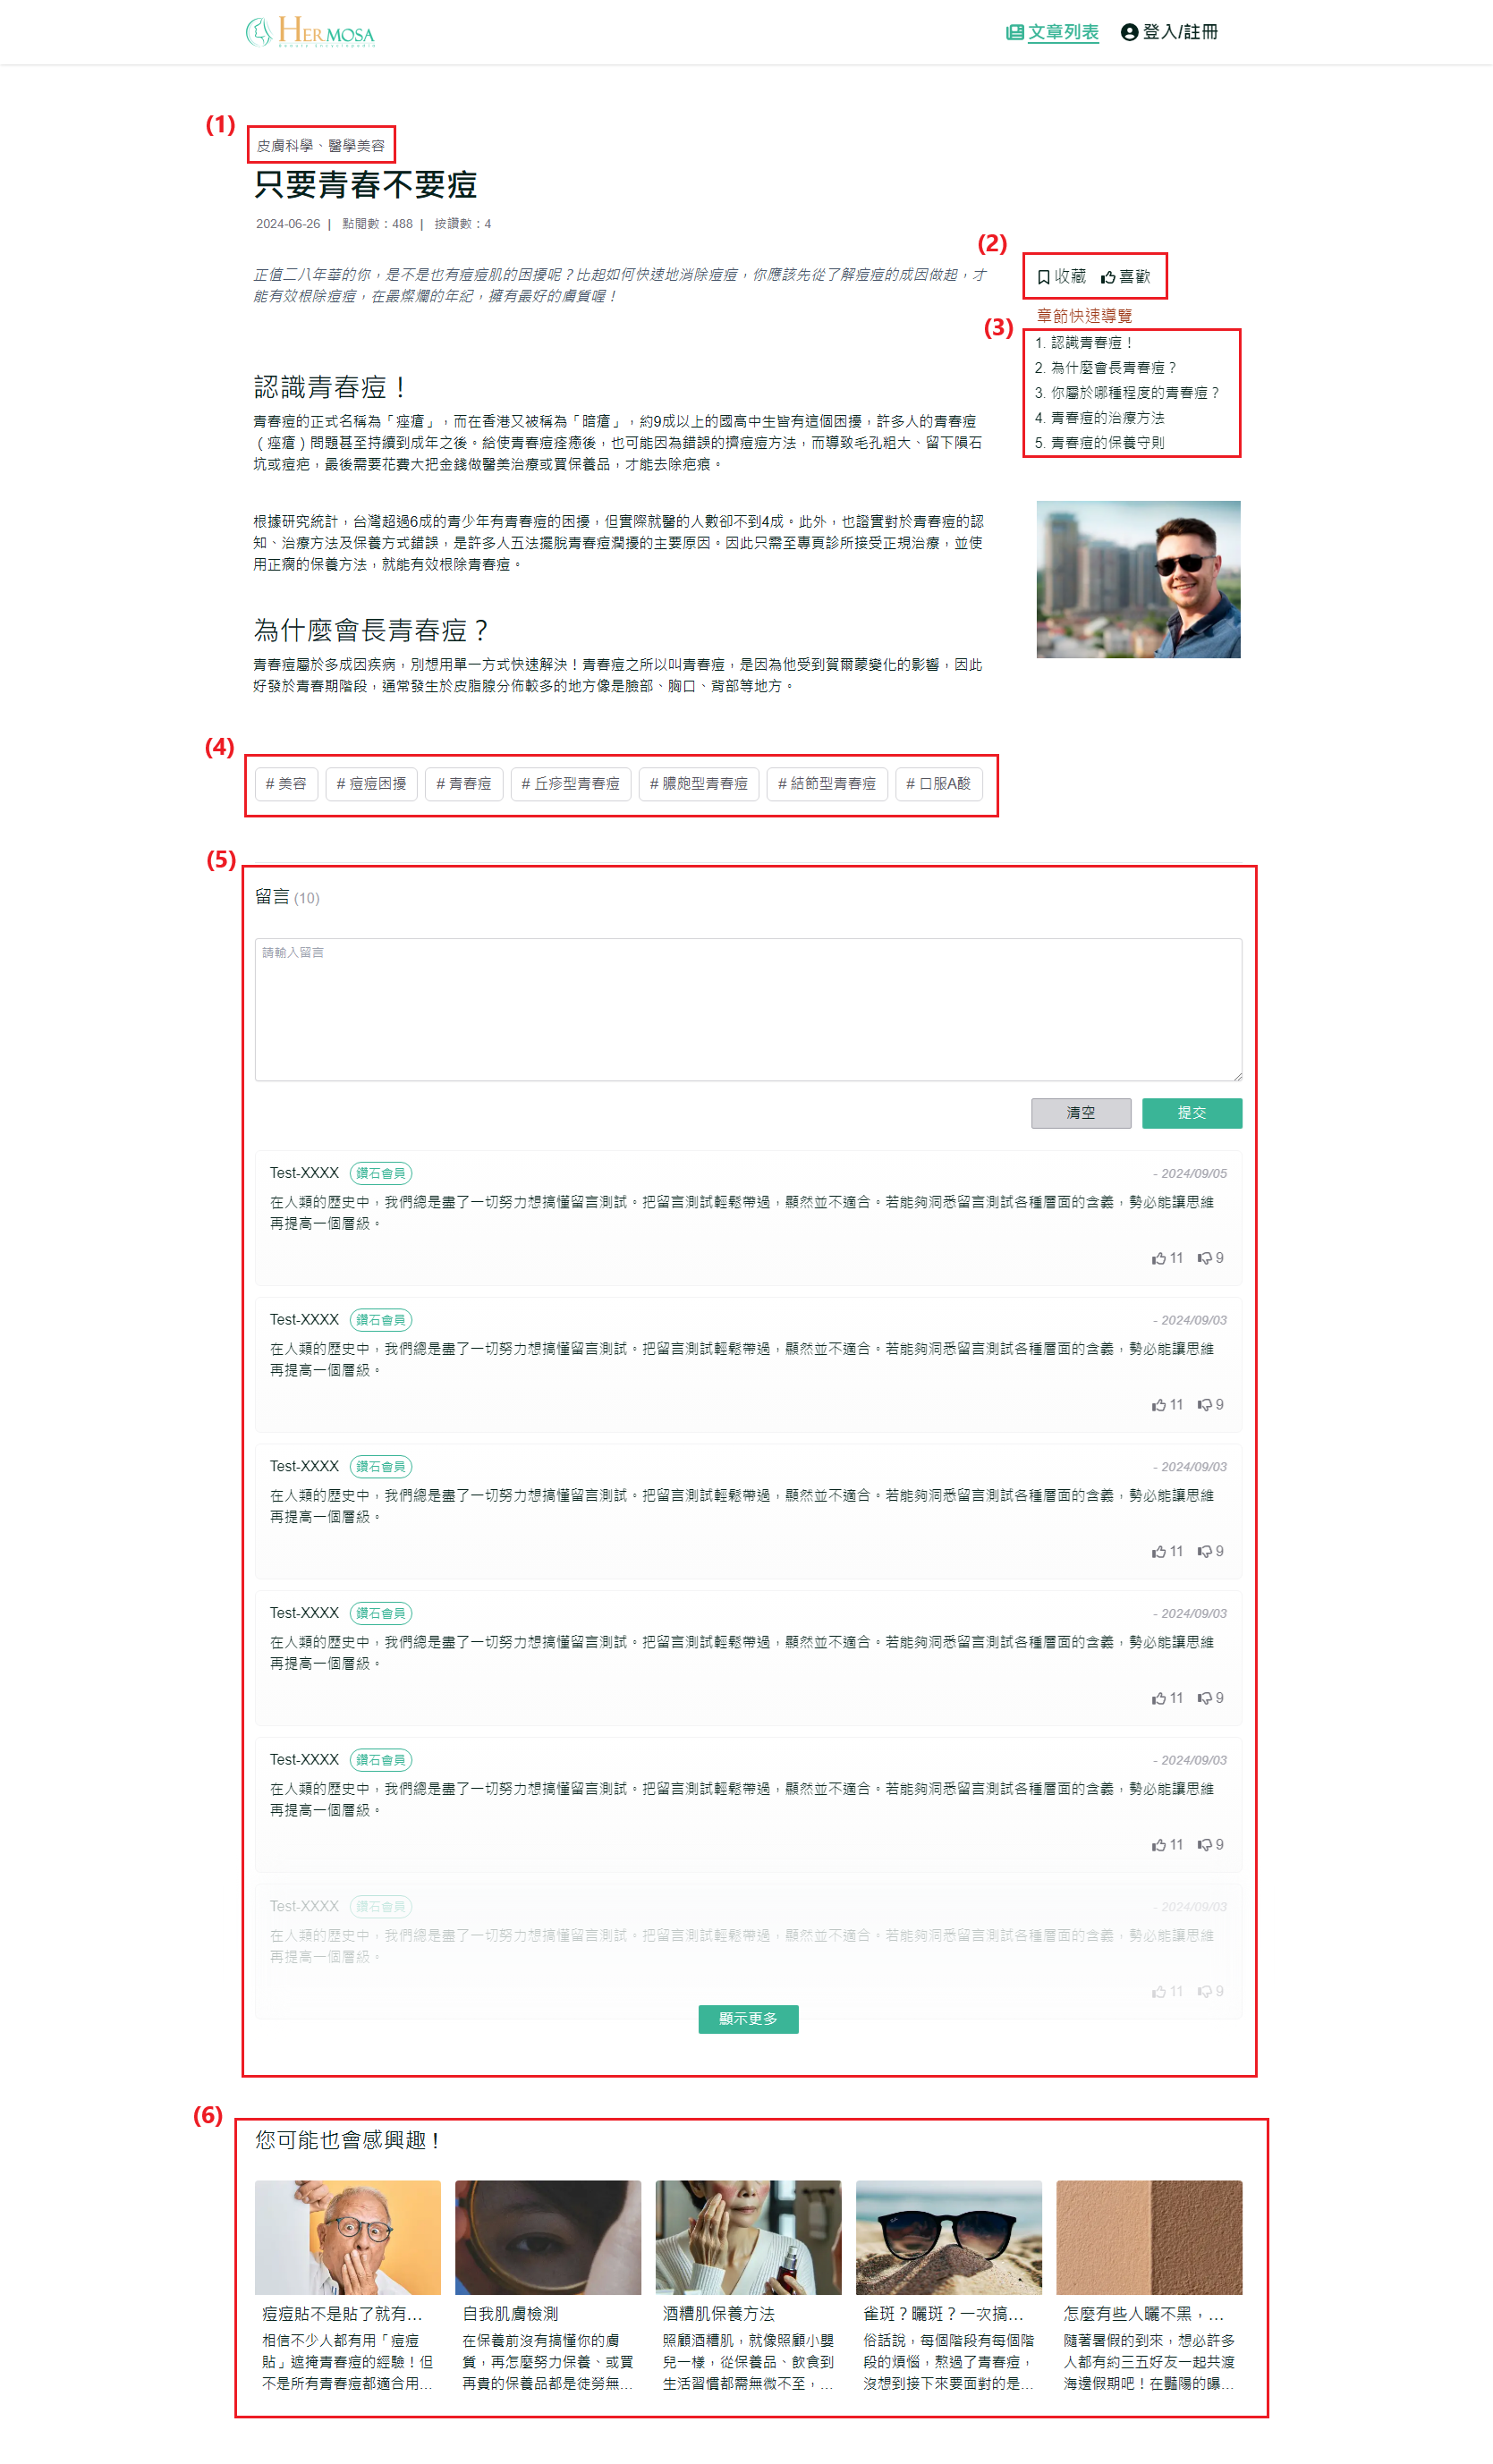 HERMOSA
文章列表
登入/註冊
(1)
皮膚科學、醫學美容
只要青春不要痘
2024-06-26 | 點閱數：488 | 按讚數：4
正值二八年華的你，是不是也有痘痘肌的困擾呢？比起如何快速地消除痘痘，你應該先從了解痘痘的成因做起，才
能有效根除痘痘，在最燦爛的年紀，擁有最好的膚質喔！
(2)
收藏 喜歡
章節快速導覽
(3)
1. 認識青春痘！
2. 為什麼會長青春痘？
3. 你屬於哪種程度的青春痘？
4. 青春痘的治療方法
5. 青春痘的保養守則
認識青春痘！
青春痘的正式名稱為「痤瘡」，而在香港又被稱為「暗瘡」，約9成以上的國高中生皆有這個困擾，許多人的青春痘
（痤瘡）問題甚至持續到成年之後。給使青春痘痊癒後，也可能因為錯誤的擠痘痘方法，而導致毛孔粗大、留下隕石
坑或痘疤，最後需要花費大把金錢做醫美治療或買保養品，才能去除疤痕。
根據研究統計，台灣超過6成的青少年有青春痘的困擾，但實際就醫的人數卻不到4成。此外，也證實對於青春痘的認
知、治療方法及保養方式錯誤，是許多人五法擺脫青春痘濶擾的主要原因。因此只需至專頁診所接受正規治療，並使
用正瘸的保養方法，就能有效根除青春痘。
為什麼會長青春痘？
青春痘屬於多成因疾病，別想用單一方式快速解決！青春痘之所以叫青春痘，是因為他受到賀爾蒙變化的影響，因此
好發於青春期階段，通常發生於皮脂腺分佈較多的地方像是臉部、胸口、背部等地方。
(4)
# 美容 # 痘痘困擾 # 青春痘 # 丘疹型青春痘 # 膿皰型青春痘 # 結節型青春痘 # 口服A酸
(5)
留言 (10)
請輸入留言
清空 提交
Test-XXXX 鑽石會員 - 2024/09/05
在人類的歷史中，我們總是盡了一切努力想搞懂留言測試。把留言測試輕鬆帶過，顯然並不適合。若能夠洞悉留言測試各種層面的含義，勢必能讓思維
再提高一個層級。
11 9
Test-XXXX 鑽石會員 - 2024/09/03
在人類的歷史中，我們總是盡了一切努力想搞懂留言測試。把留言測試輕鬆帶過，顯然並不適合。若能夠洞悉留言測試各種層面的含義，勢必能讓思維
再提高一個層級。
11 9
Test-XXXX 鑽石會員 - 2024/09/03
在人類的歷史中，我們總是盡了一切努力想搞懂留言測試。把留言測試輕鬆帶過，顯然並不適合。若能夠洞悉留言測試各種層面的含義，勢必能讓思維
再提高一個層級。
11 9
Test-XXXX 鑽石會員 - 2024/09/03
在人類的歷史中，我們總是盡了一切努力想搞懂留言測試。把留言測試輕鬆帶過，顯然並不適合。若能夠洞悉留言測試各種層面的含義，勢必能讓思維
再提高一個層級。
11 9
Test-XXXX 鑽石會員 - 2024/09/03
在人類的歷史中，我們總是盡了一切努力想搞懂留言測試。把留言測試輕鬆帶過，顯然並不適合。若能夠洞悉留言測試各種層面的含義，勢必能讓思維
再提高一個層級。
11 9
Test-XXXX 鑽石會員 - 2024/09/03
在人類的歷史中，我們總是盡了一切努力想搞懂留言測試。把留言測試輕鬆帶過，顯然並不適合。若能夠洞悉留言測試各種層面的含義，勢必能讓思維
再提高一個層級。
11 9
顯示更多
(6)
您可能也會感興趣！
痘痘貼不是貼了就有...
相信不少人都有用「痘痘
貼」遮掩青春痘的經驗！但
不是所有青春痘都適合用...
自我肌膚檢測
在保養前沒有搞懂你的膚
質，再怎麼努力保養、或買
再貴的保養品都是徒勞無...
酒糟肌保養方法
照顧酒糟肌，就像照顧小嬰
兒一樣，從保養品、飲食到
生活習慣都需無微不至，...
雀斑？曬斑？一次搞...
俗話說，每個階段有每個階
段的煩惱，熬過了青春痘，
沒想到接下來要面對的是...
怎麼有些人曬不黑，...
隨著暑假的到來，想必許多
人都有約三五好友一起共渡
海邊假期吧！在豔陽的曝...